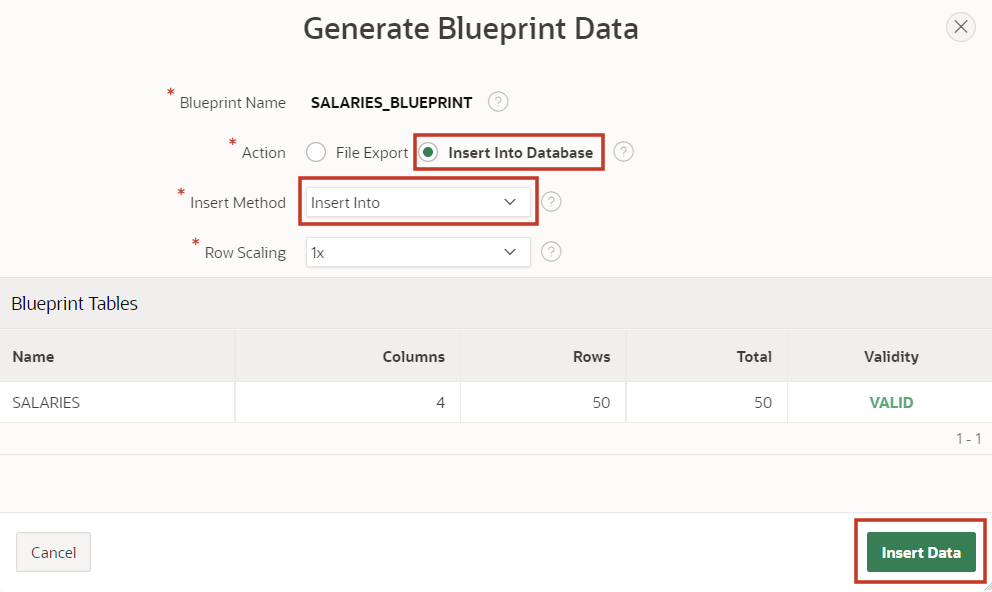 Generate Blueprint Data
* Blueprint Name SALARIES_BLUEPRINT ?
* Action File Export Insert Into Database ?
* Insert Method Insert Into ?
* Row Scaling 1x ?
Blueprint Tables
Name Columns Rows Total Validity
SALARIES 4 50 50 VALID
1 - 1
Cancel Insert Data